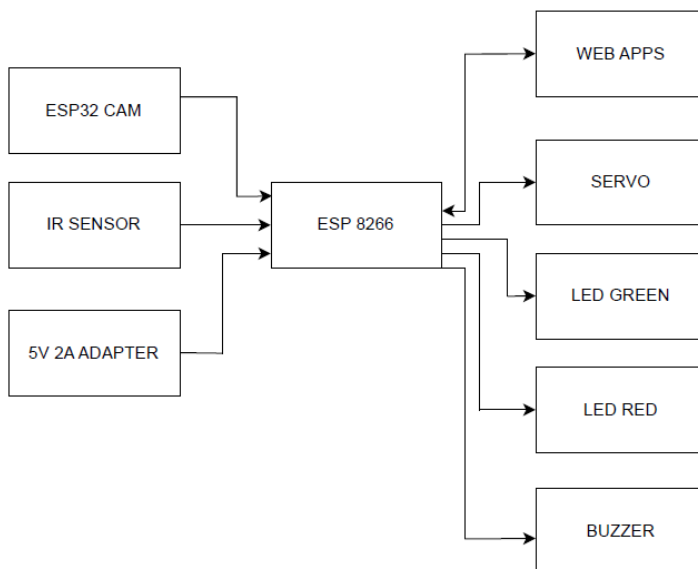 WEB APPS
ESP32 CAM
SERVO
IR SENSOR
ESP 8266
LED GREEN
5V 2A ADAPTER
LED RED
BUZZER